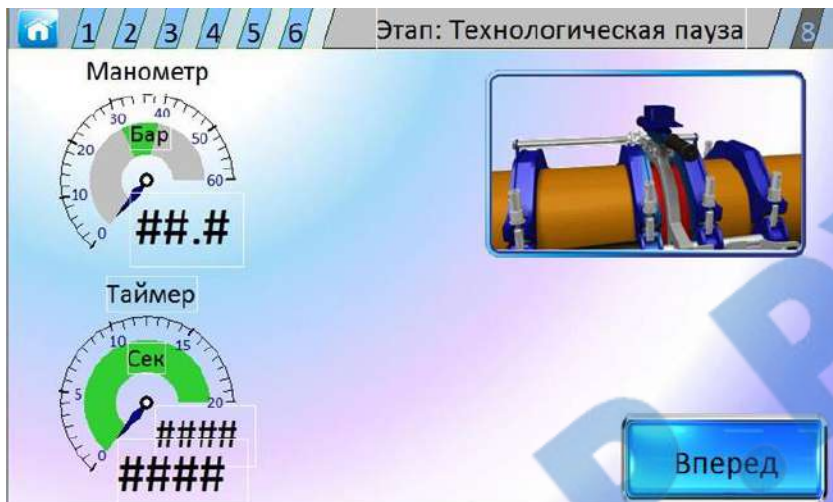 1 2 3 4 5 6 Этап: Технологическая пауза 8
Манометр
0 10 20 30 40 50 60
Бар
##.#
Таймер
0 5 10 15 20
Сек
####
####
Вперед